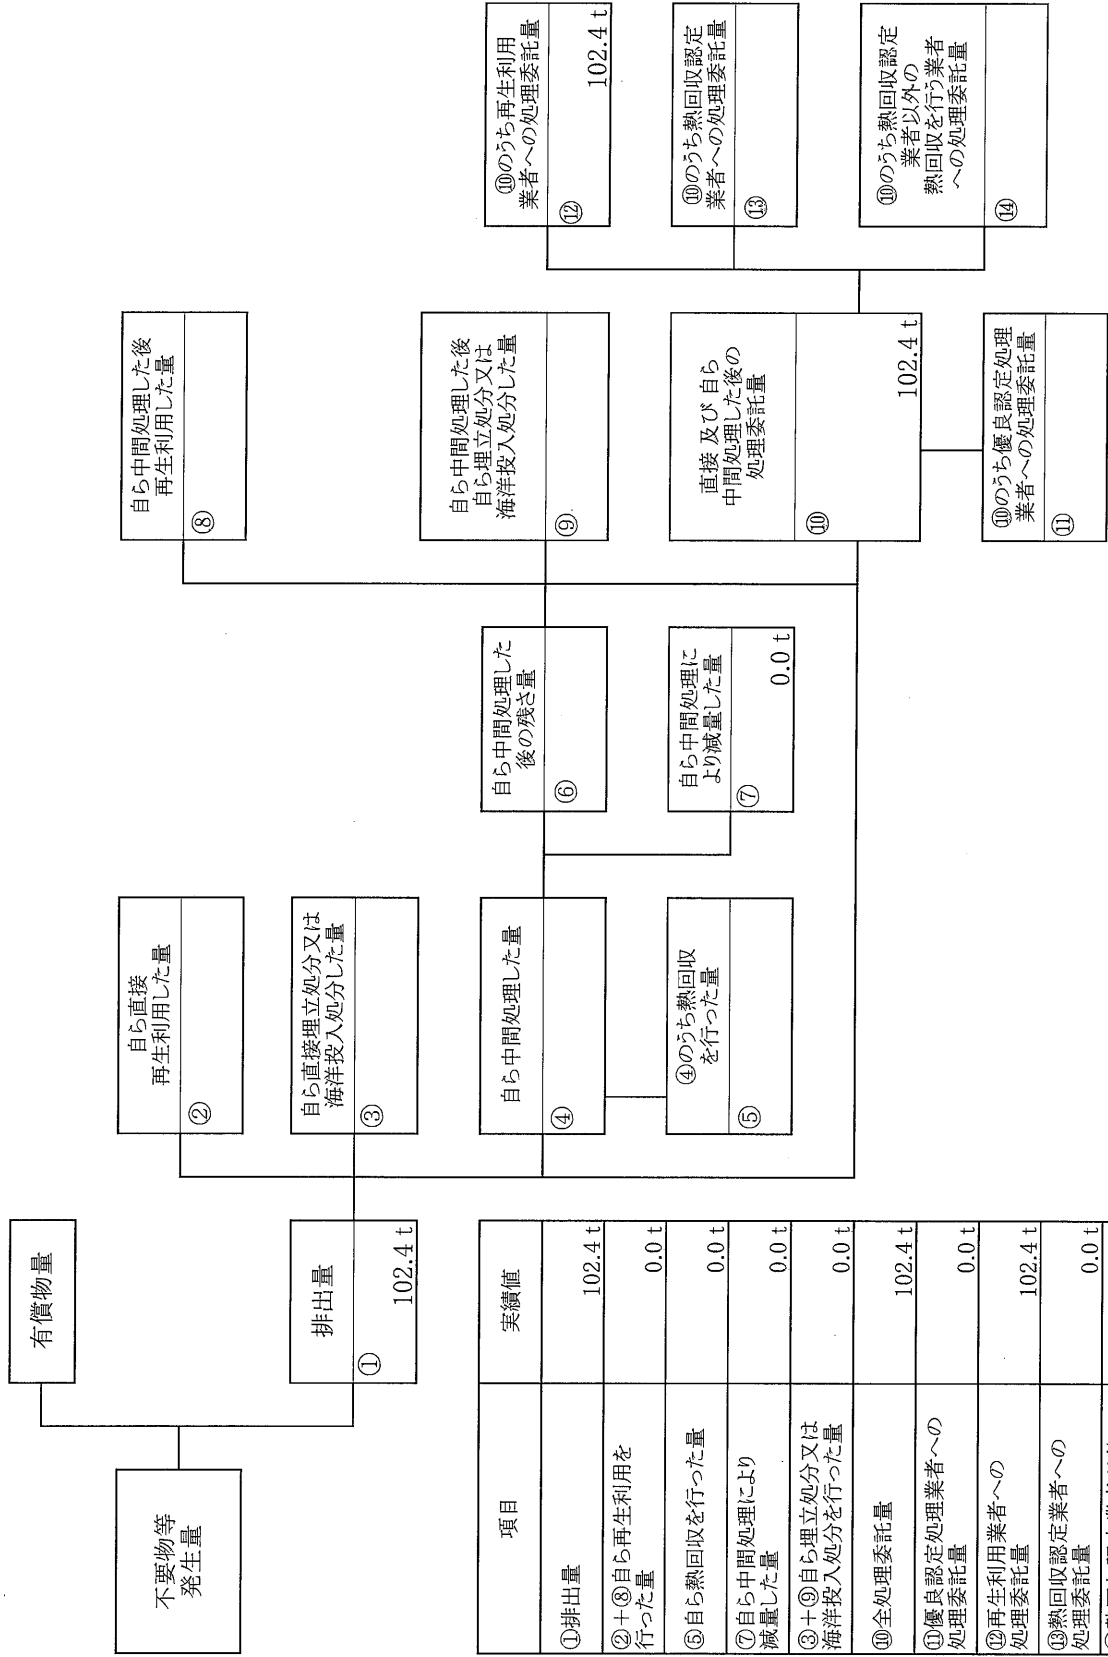 不要物等
発生量
有償物量
排出量
①
102.4 t
自ら直接
再生利用した量
②
自ら直接埋立処分又は
海洋投入処分した量
③
自ら中間処理した量
④
④のうち熱回収
を行った量
⑤
自ら中間処理した
後の残さ量
⑥
自ら中間処理に
より減量した量
⑦
0.0 t
自ら中間処理した後
再生利用した量
⑧
自ら中間処理した後
自ら埋立処分又は
海洋投入処分した量
⑨
直接 及び 自ら
中間処理した後の
処理委託量
⑩
102.4 t
⑩のうち優良認定処理
業者への処理委託量
⑪
⑩のうち再生利用
業者への処理委託量
⑫
102.4 t
⑩のうち熱回収認定
業者への処理委託量
⑬
⑩のうち熱回収認定
業者以外の
熱回収を行う業者
への処理委託量
⑭
項目 実績値
①排出量 102.4 t
②+⑧自ら再生利用を
行った量 0.0 t
⑤自ら熱回収を行った量 0.0 t
⑦自ら中間処理により
減量した量 0.0 t
③+⑨自ら埋立処分又は
海洋投入処分を行った量 0.0 t
⑩全処理委託量 102.4 t
⑪優良認定処理業者への
処理委託量 0.0 t
⑫再生利用業者への
処理委託量 102.4 t
⑬熱回収認定業者への
処理委託量 0.0 t